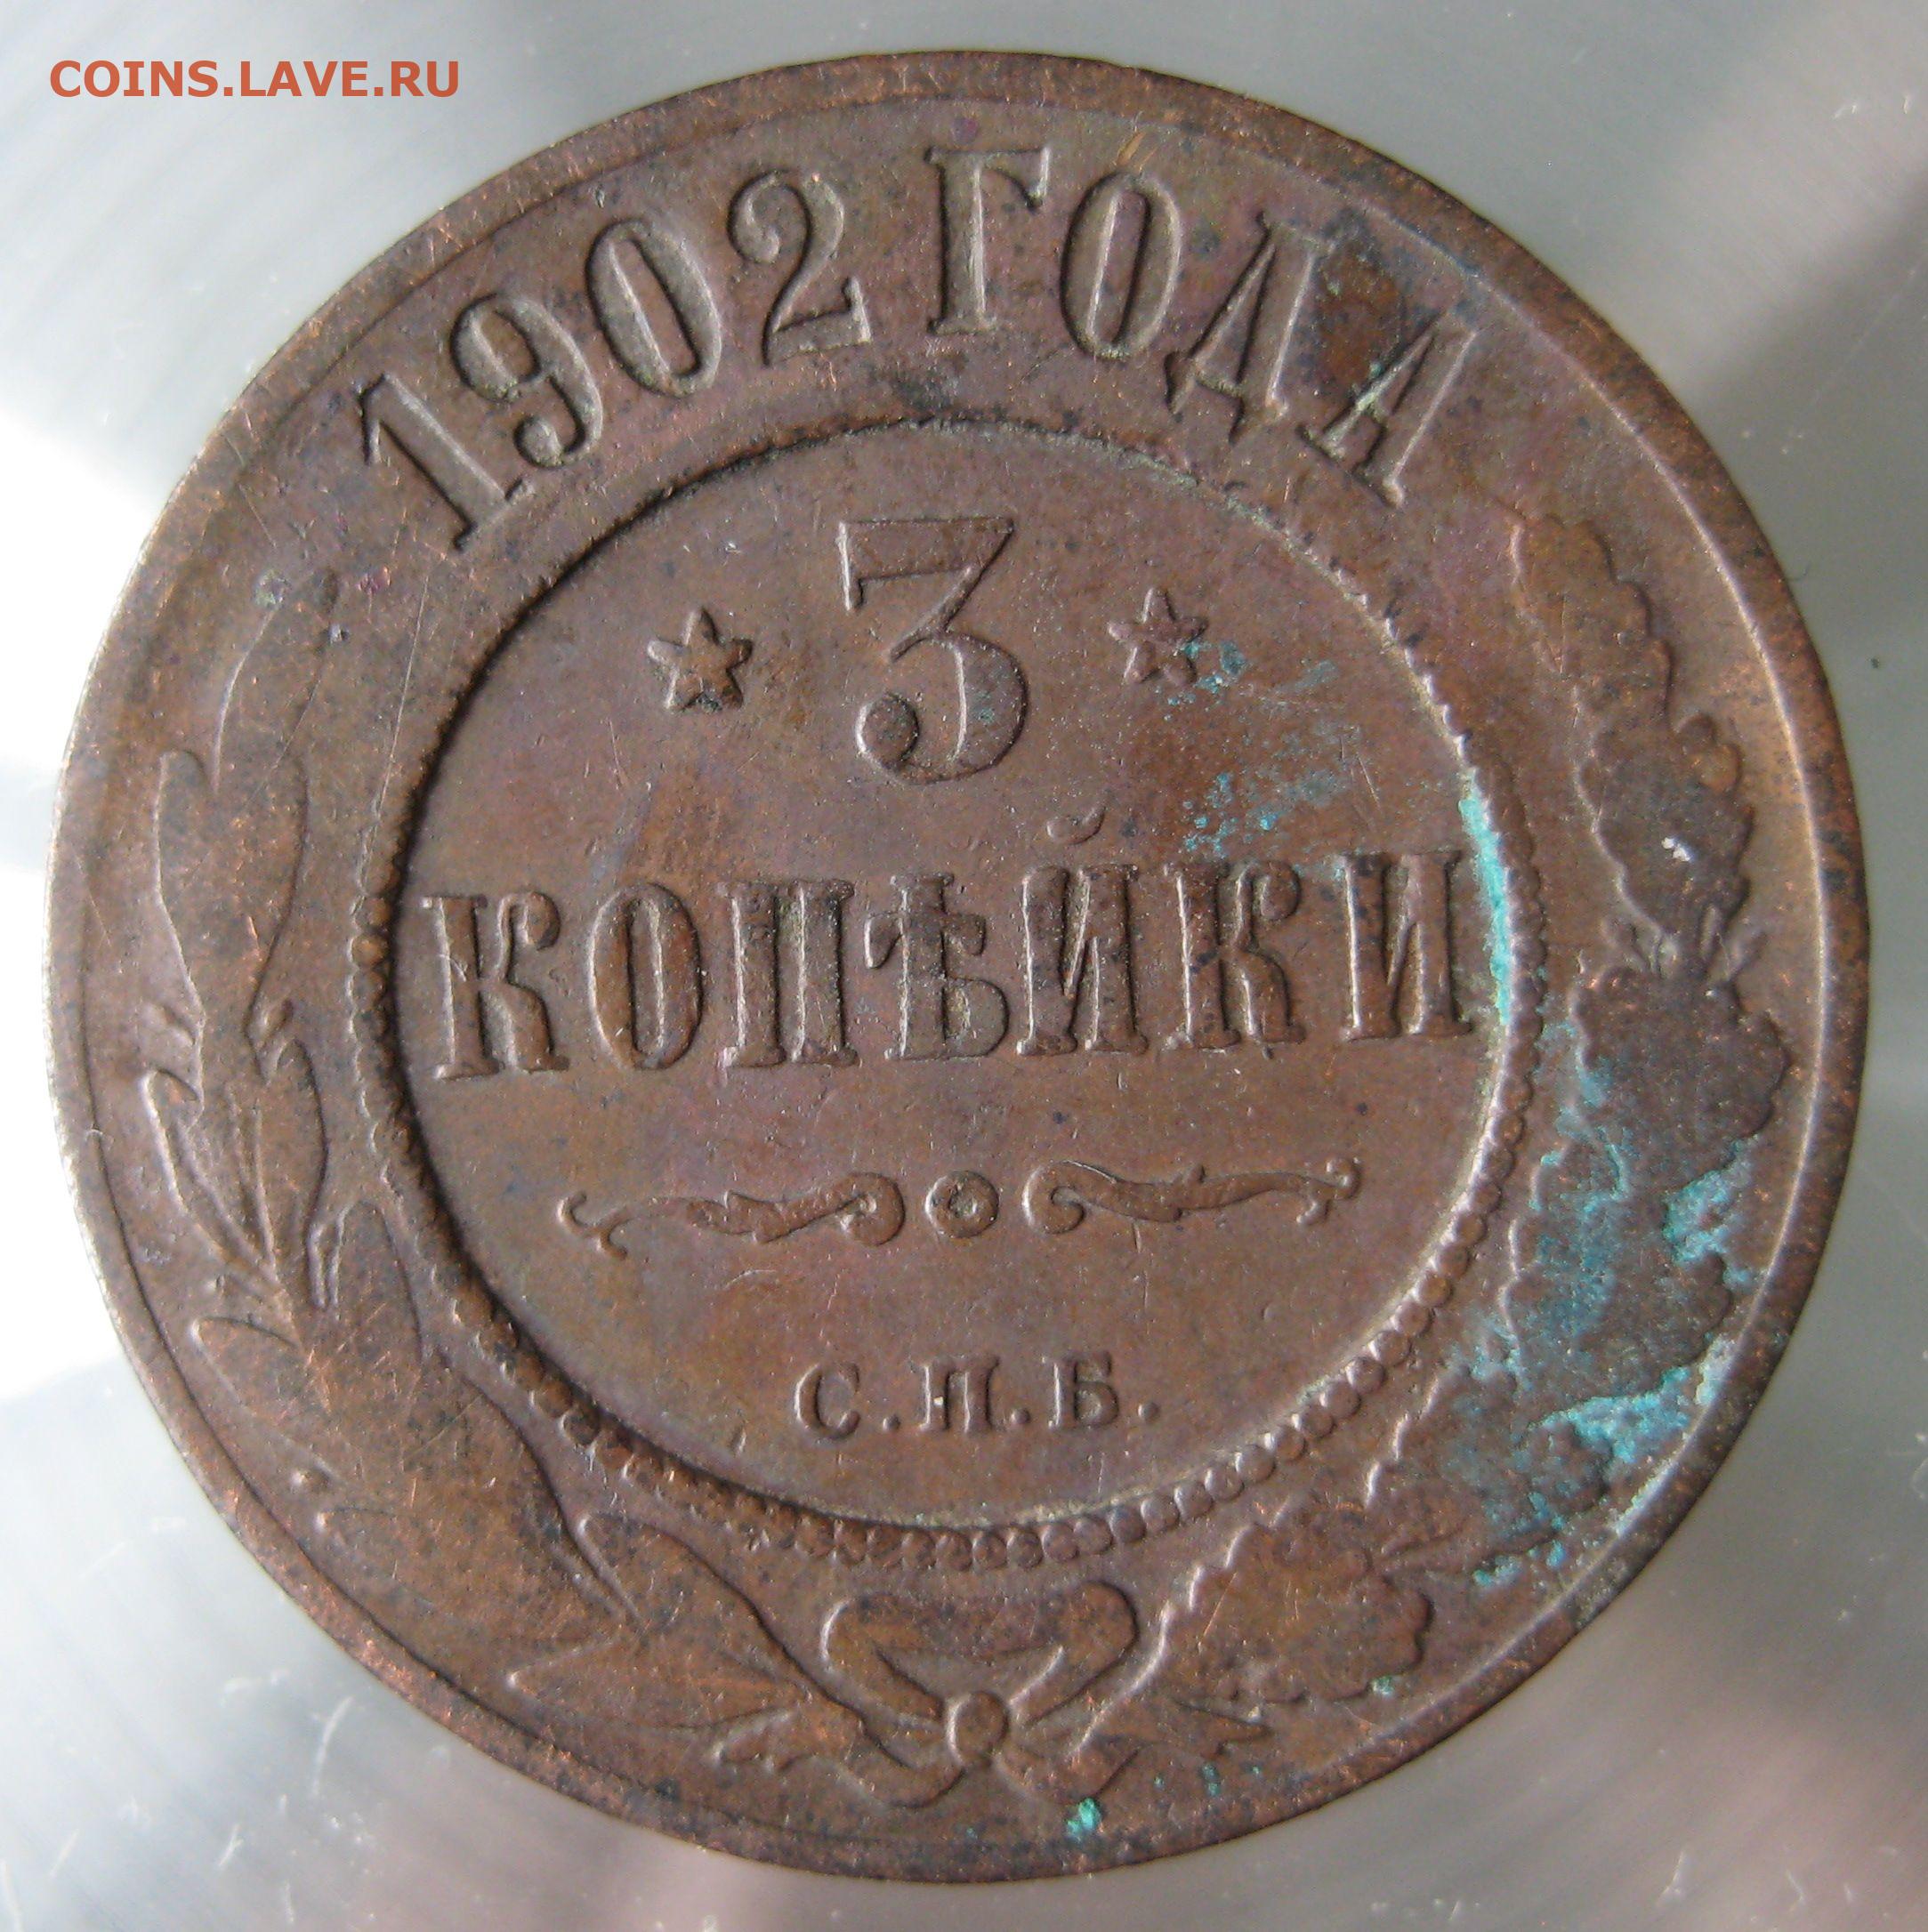 COINS.LAVE.RU
1902 ГОДА
* 3 *
КОПѢЙКИ
С.П.Б.